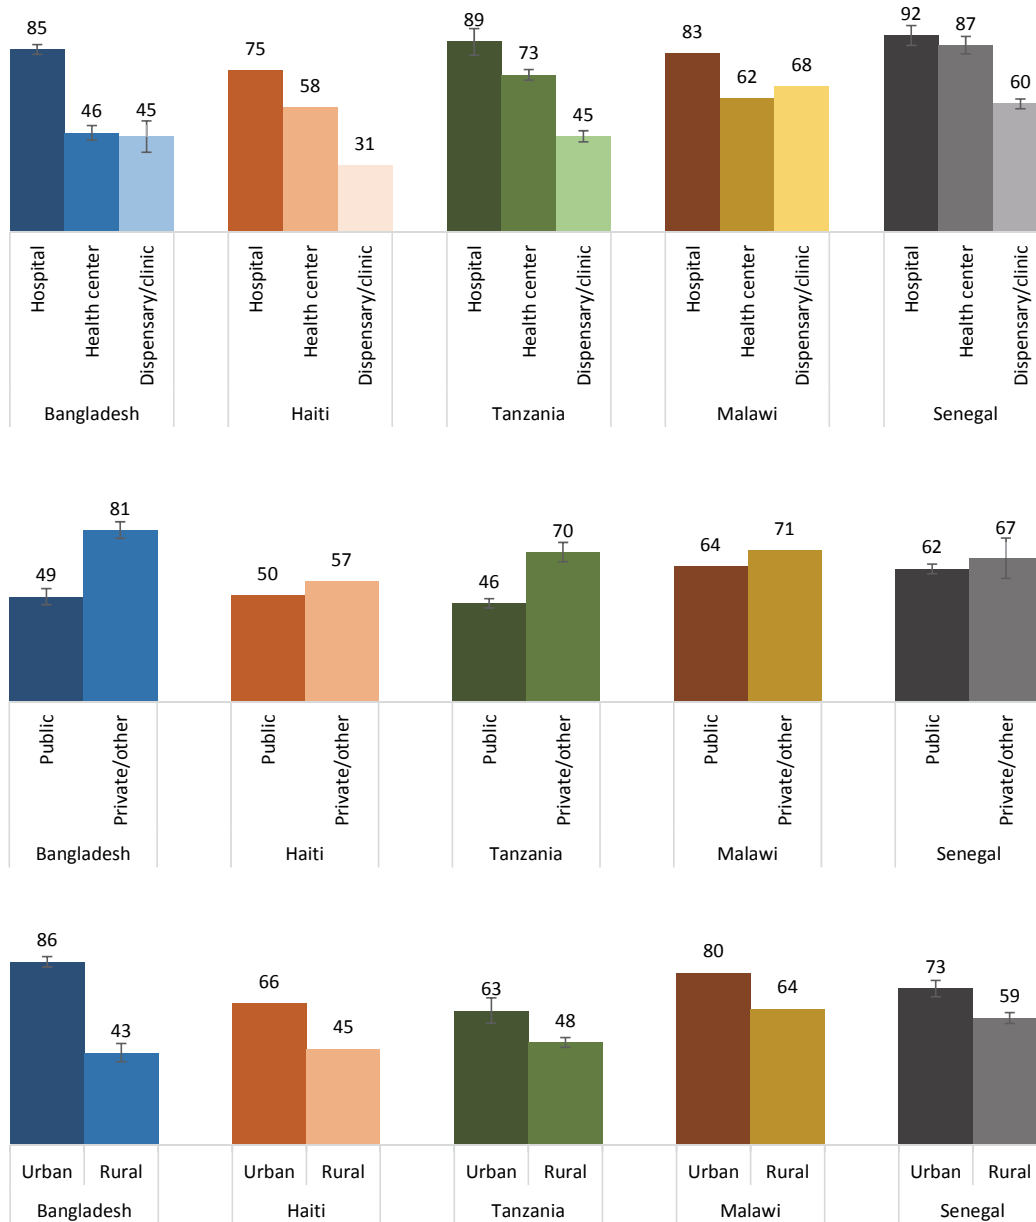 85 46 45 75 58 31 89 73 45 83 62 68 92 87 60
Hospital Health center Dispensary/clinic Hospital Health center Dispensary/clinic Hospital Health center Dispensary/clinic Hospital Health center Dispensary/clinic Hospital Health center Dispensary/clinic
Bangladesh Haiti Tanzania Malawi Senegal
49 81 50 57 46 70 64 71 62 67
Public Private/other Public Private/other Public Private/other Public Private/other Public Private/other
Bangladesh Haiti Tanzania Malawi Senegal
86 43 66 45 63 48 80 64 73 59
Urban Rural Urban Rural Urban Rural Urban Rural Urban Rural
Bangladesh Haiti Tanzania Malawi Senegal